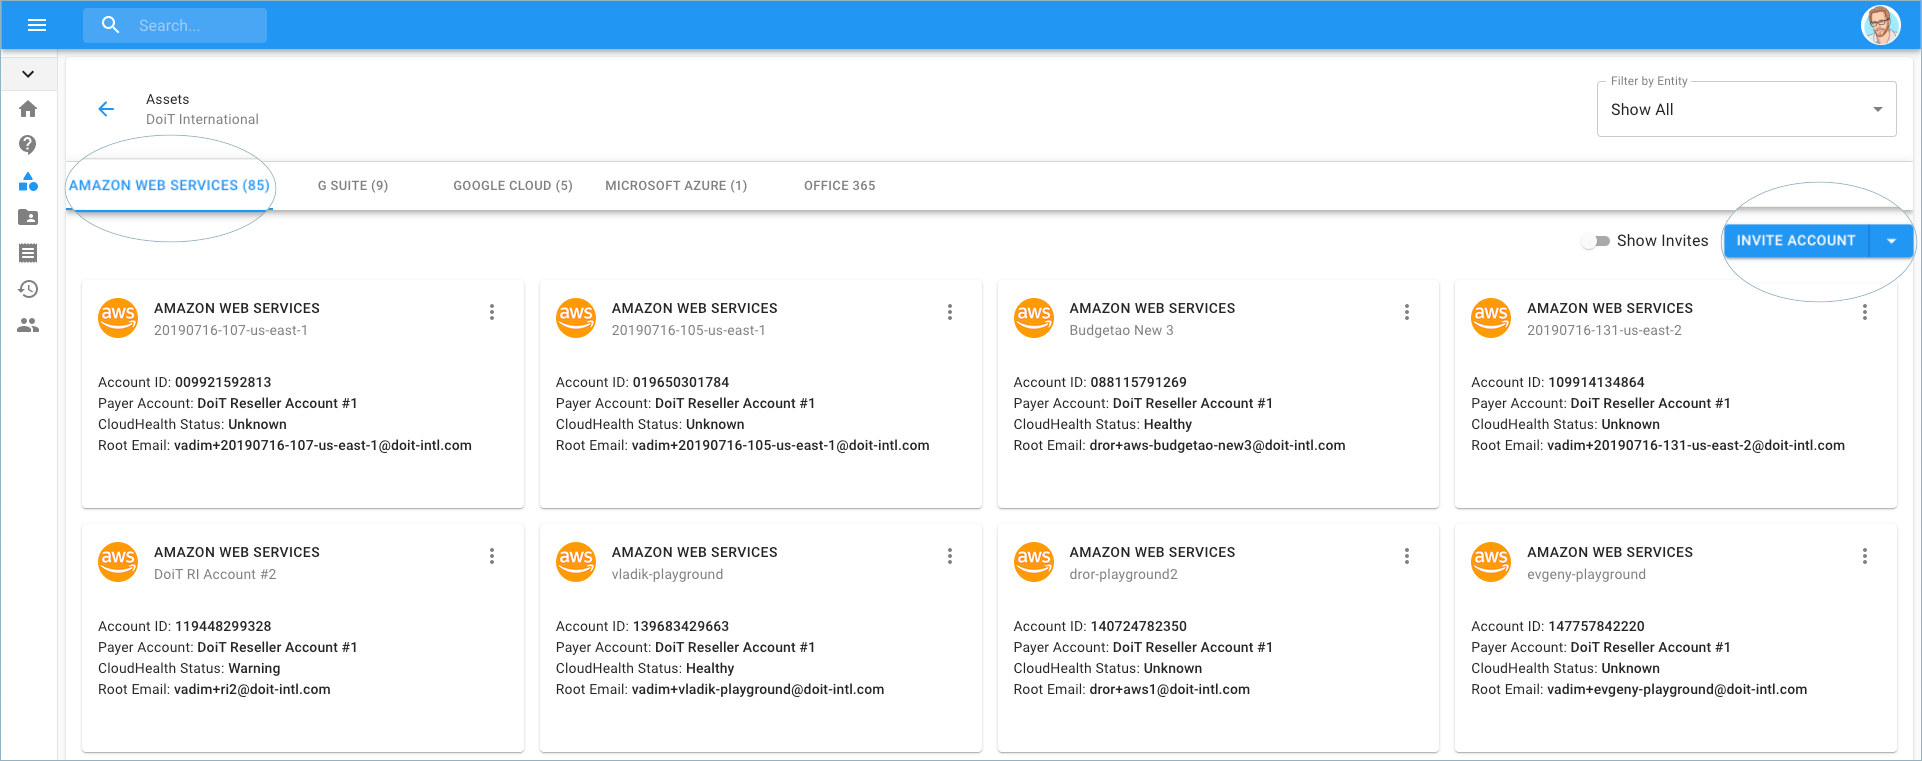 Search...
Assets
DoiT International
Filter by Entity
Show All
AMAZON WEB SERVICES (85)
G SUITE (9)
GOOGLE CLOUD (5)
MICROSOFT AZURE (1)
OFFICE 365
Show Invites
INVITE ACCOUNT
aws
AMAZON WEB SERVICES
20190716-107-us-east-1
Account ID: 009921592813
Payer Account: DoiT Reseller Account #1
CloudHealth Status: Unknown
Root Email: vadim+20190716-107-us-east-1@doit-intl.com
aws
AMAZON WEB SERVICES
20190716-105-us-east-1
Account ID: 019650301784
Payer Account: DoiT Reseller Account #1
CloudHealth Status: Unknown
Root Email: vadim+20190716-105-us-east-1@doit-intl.com
aws
AMAZON WEB SERVICES
Budgetao New 3
Account ID: 088115791269
Payer Account: DoiT Reseller Account #1
CloudHealth Status: Healthy
Root Email: dror+aws-budgetao-new3@doit-intl.com
aws
AMAZON WEB SERVICES
20190716-131-us-east-2
Account ID: 109914134864
Payer Account: DoiT Reseller Account #1
CloudHealth Status: Unknown
Root Email: vadim+20190716-131-us-east-2@doit-intl.com
aws
AMAZON WEB SERVICES
DoiT RI Account #2
Account ID: 119448299328
Payer Account: DoiT Reseller Account #1
CloudHealth Status: Warning
Root Email: vadim+ri2@doit-intl.com
aws
AMAZON WEB SERVICES
vladik-playground
Account ID: 139683429663
Payer Account: DoiT Reseller Account #1
CloudHealth Status: Healthy
Root Email: vadim+vladik-playground@doit-intl.com
aws
AMAZON WEB SERVICES
dror-playground2
Account ID: 140724782350
Payer Account: DoiT Reseller Account #1
CloudHealth Status: Unknown
Root Email: dror+aws1@doit-intl.com
aws
AMAZON WEB SERVICES
evgeny-playground
Account ID: 147757842220
Payer Account: DoiT Reseller Account #1
CloudHealth Status: Unknown
Root Email: vadim+evgeny-playground@doit-intl.com